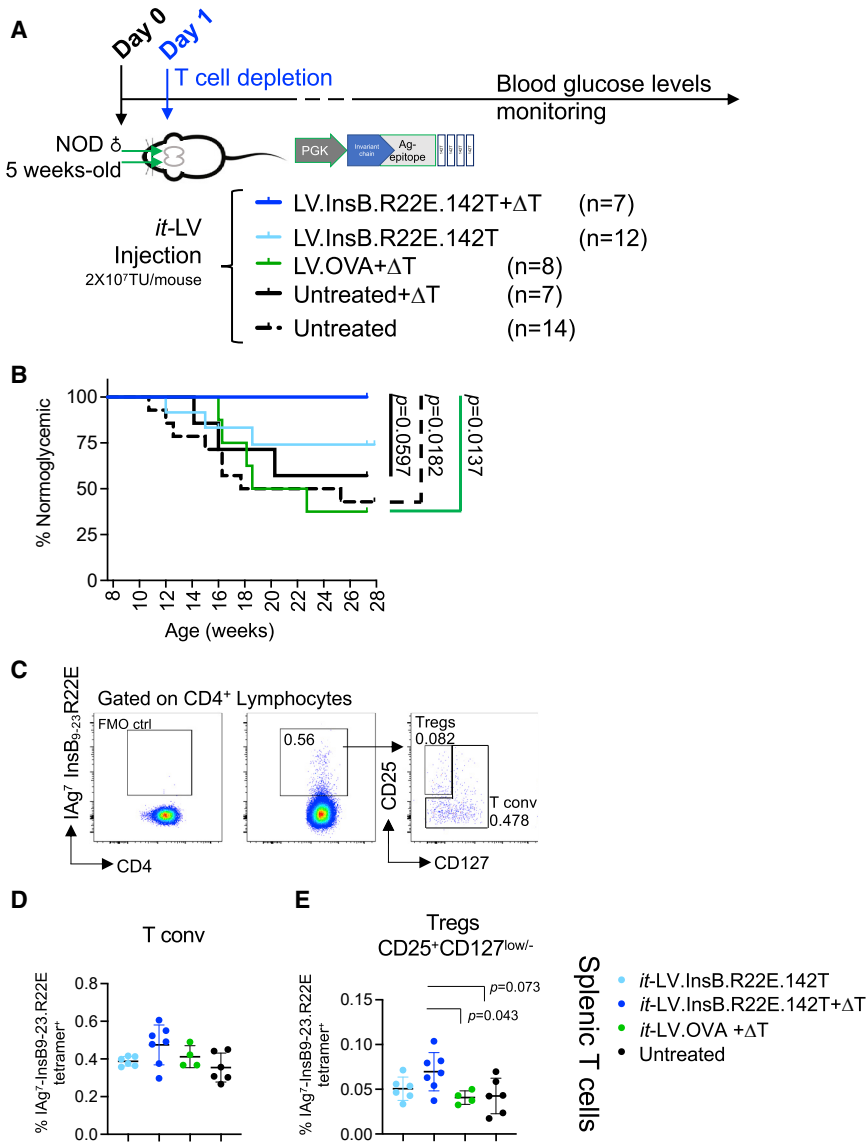 A
Day 0
Day 1
T cell depletion
Blood glucose levels
monitoring
NOD ♂
5 weeks-old
PGK
Invariant
chain
Ag-
epitope
142T
142T
142T
142T
it-LV
Injection
2X10⁷TU/mouse
LV.InsB.R22E.142T+ΔT (n=7)
LV.InsB.R22E.142T (n=12)
LV.OVA+ΔT (n=8)
Untreated+ΔT (n=7)
Untreated (n=14)
B
% Normoglycemic
100
75
50
25
0
8 10 12 14 16 18 20 22 24 26 28
Age (weeks)
p=0.0597
p=0.0182
p=0.0137
C
Gated on CD4⁺ Lymphocytes
IAg⁷ InsB₉₋₂₃R22E
FMO ctrl
0.56
Tregs
0.082
T conv
0.478
CD4
CD25
CD127
D
T conv
% IAg⁷-InsB9-23.R22E
tetramer⁺
0.8
0.6
0.4
0.2
0.0
E
Tregs
CD25⁺CD127ˡᵒʷ/⁻
% IAg⁷-InsB9-23.R22E
tetramer⁺
0.15
0.10
0.05
0.00
p=0.073
p=0.043
Splenic T cells
it-LV.InsB.R22E.142T
it-LV.InsB.R22E.142T+ΔT
it-LV.OVA +ΔT
Untreated